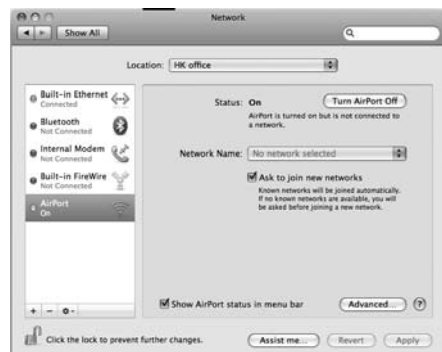 Network
Show All
Location: HK office
Built-in Ethernet
Connected
Bluetooth
Not Connected
Internal Modem
Not Connected
Built-in FireWire
Not Connected
AirPort
On
Status: On
Turn AirPort Off
AirPort is turned on but is not connected to
a network.
Network Name: No network selected
Ask to join new networks
Known networks will be joined automatically.
If no known networks are available, you will
be asked before joining a new network.
Show AirPort status in menu bar
Advanced...
?
Click the lock to prevent further changes.
Assist me...
Revert
Apply